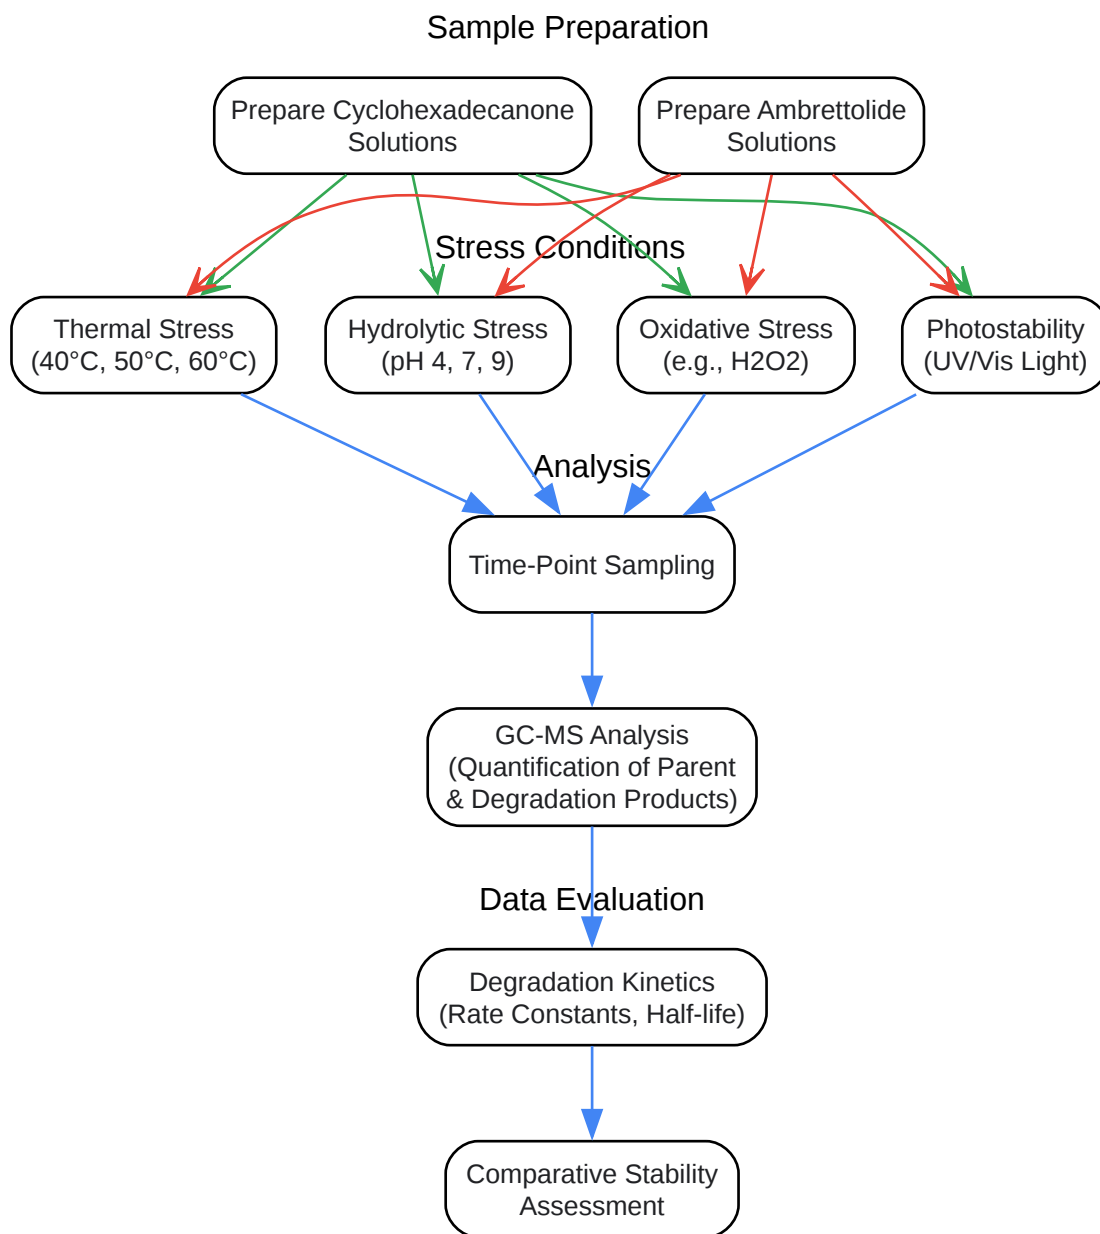 Sample Preparation
Prepare Cyclohexadecanone
Solutions
Prepare Ambrettolide
Solutions
Stress Conditions
Thermal Stress
(40°C, 50°C, 60°C)
Hydrolytic Stress
(pH 4, 7, 9)
Oxidative Stress
(e.g., H2O2)
Photostability
(UV/Vis Light)
Analysis
Time-Point Sampling
GC-MS Analysis
(Quantification of Parent
& Degradation Products)
Data Evaluation
Degradation Kinetics
(Rate Constants, Half-life)
Comparative Stability
Assessment